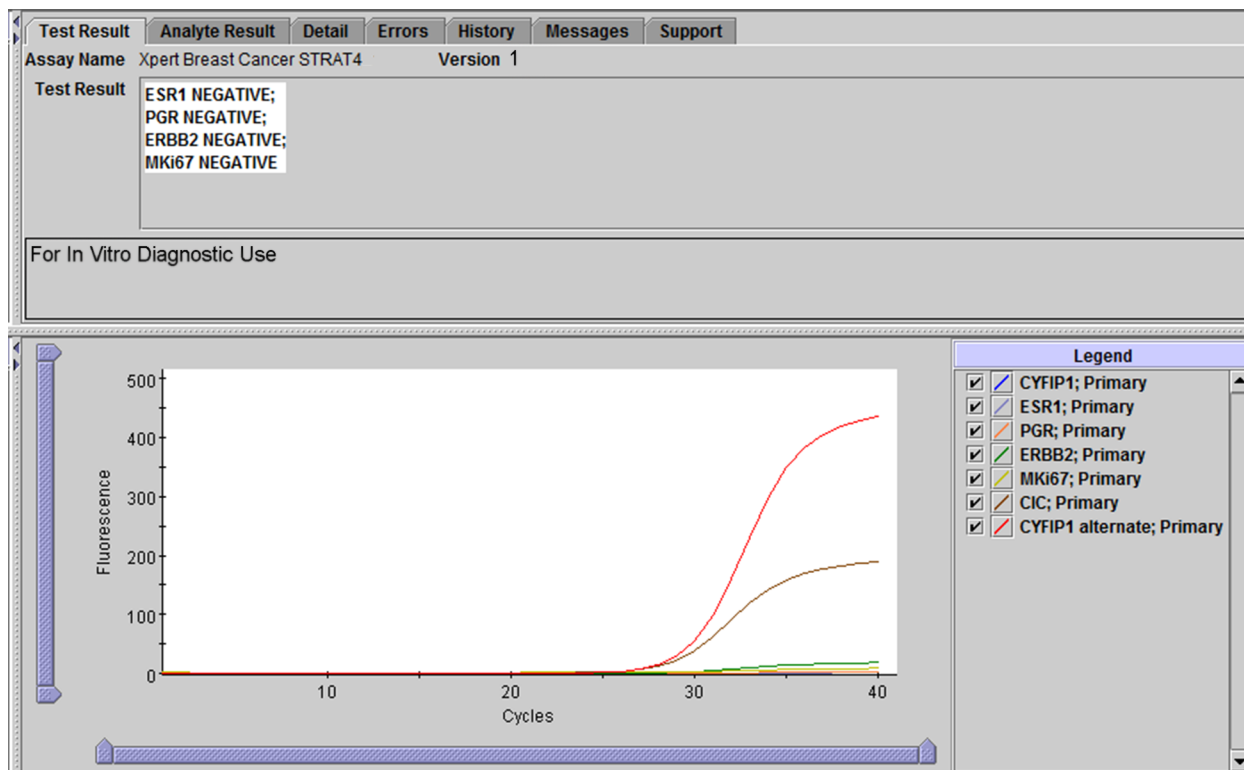 Test Result Analyte Result Detail Errors History Messages Support
Assay Name Xpert Breast Cancer STRAT4 Version 1
Test Result ESR1 NEGATIVE;
PGR NEGATIVE;
ERBB2 NEGATIVE;
MKi67 NEGATIVE
For In Vitro Diagnostic Use
500
400
300
200
100
0
Fluorescence
10 20 30 40
Cycles
Legend
CYFIP1; Primary
ESR1; Primary
PGR; Primary
ERBB2; Primary
MKi67; Primary
CIC; Primary
CYFIP1 alternate; Primary